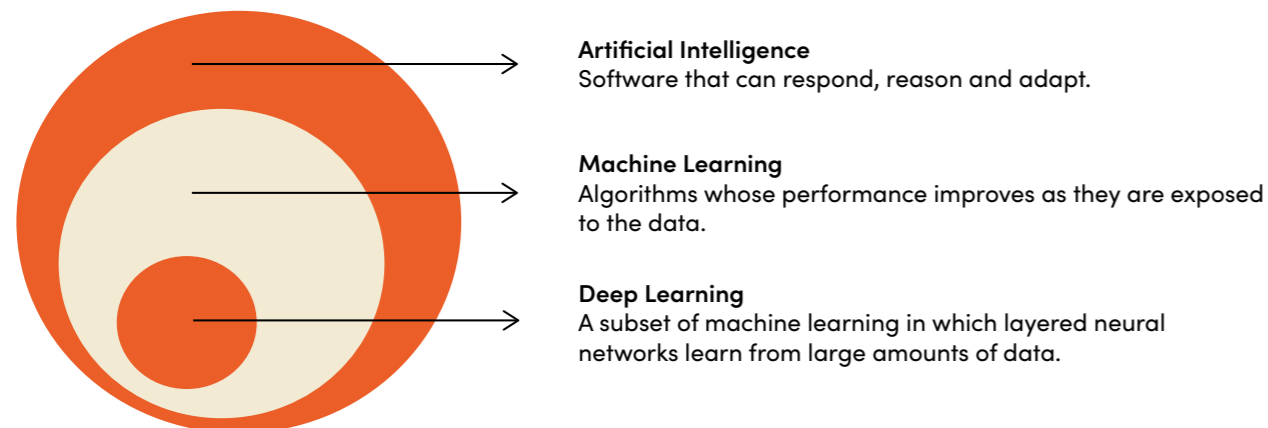 Artificial Intelligence
Software that can respond, reason and adapt.
Machine Learning
Algorithms whose performance improves as they are exposed
to the data.
Deep Learning
A subset of machine learning in which layered neural
networks learn from large amounts of data.